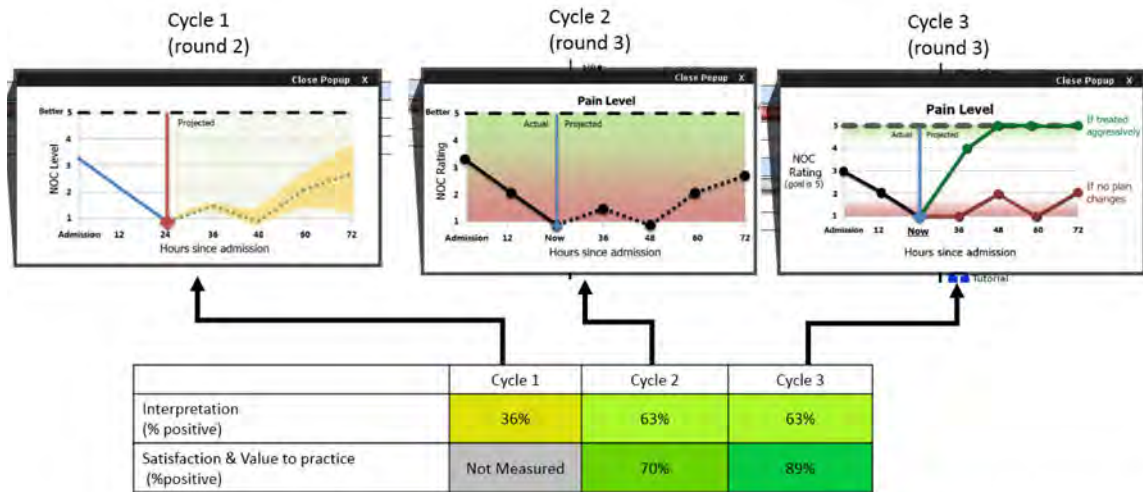 Cycle 1
(round 2)
Cycle 2
(round 3)
Cycle 3
(round 3)
Close Popup X
Better 5
Projected
4
3
2
1
NOC Level
Admission 12 24 36 48 60 72
Hours since admission
Close Popup X
Pain Level
Better 5
Actual Projected
4
3
2
1
NOC Rating
Admission 12 Now 36 48 60 72
Hours since admission
Close Popup X
Pain Level
5
Actual Projected
4
3
2
1
NOC
Rating
(goal is 5)
If treated
aggressively
If no plan
changes
Admission 12 Now 36 48 60 72
Hours since admission
Tutorial
Cycle 1 Cycle 2 Cycle 3
Interpretation
(% positive)
36% 63% 63%
Satisfaction & Value to practice
(%positive)
Not Measured 70% 89%